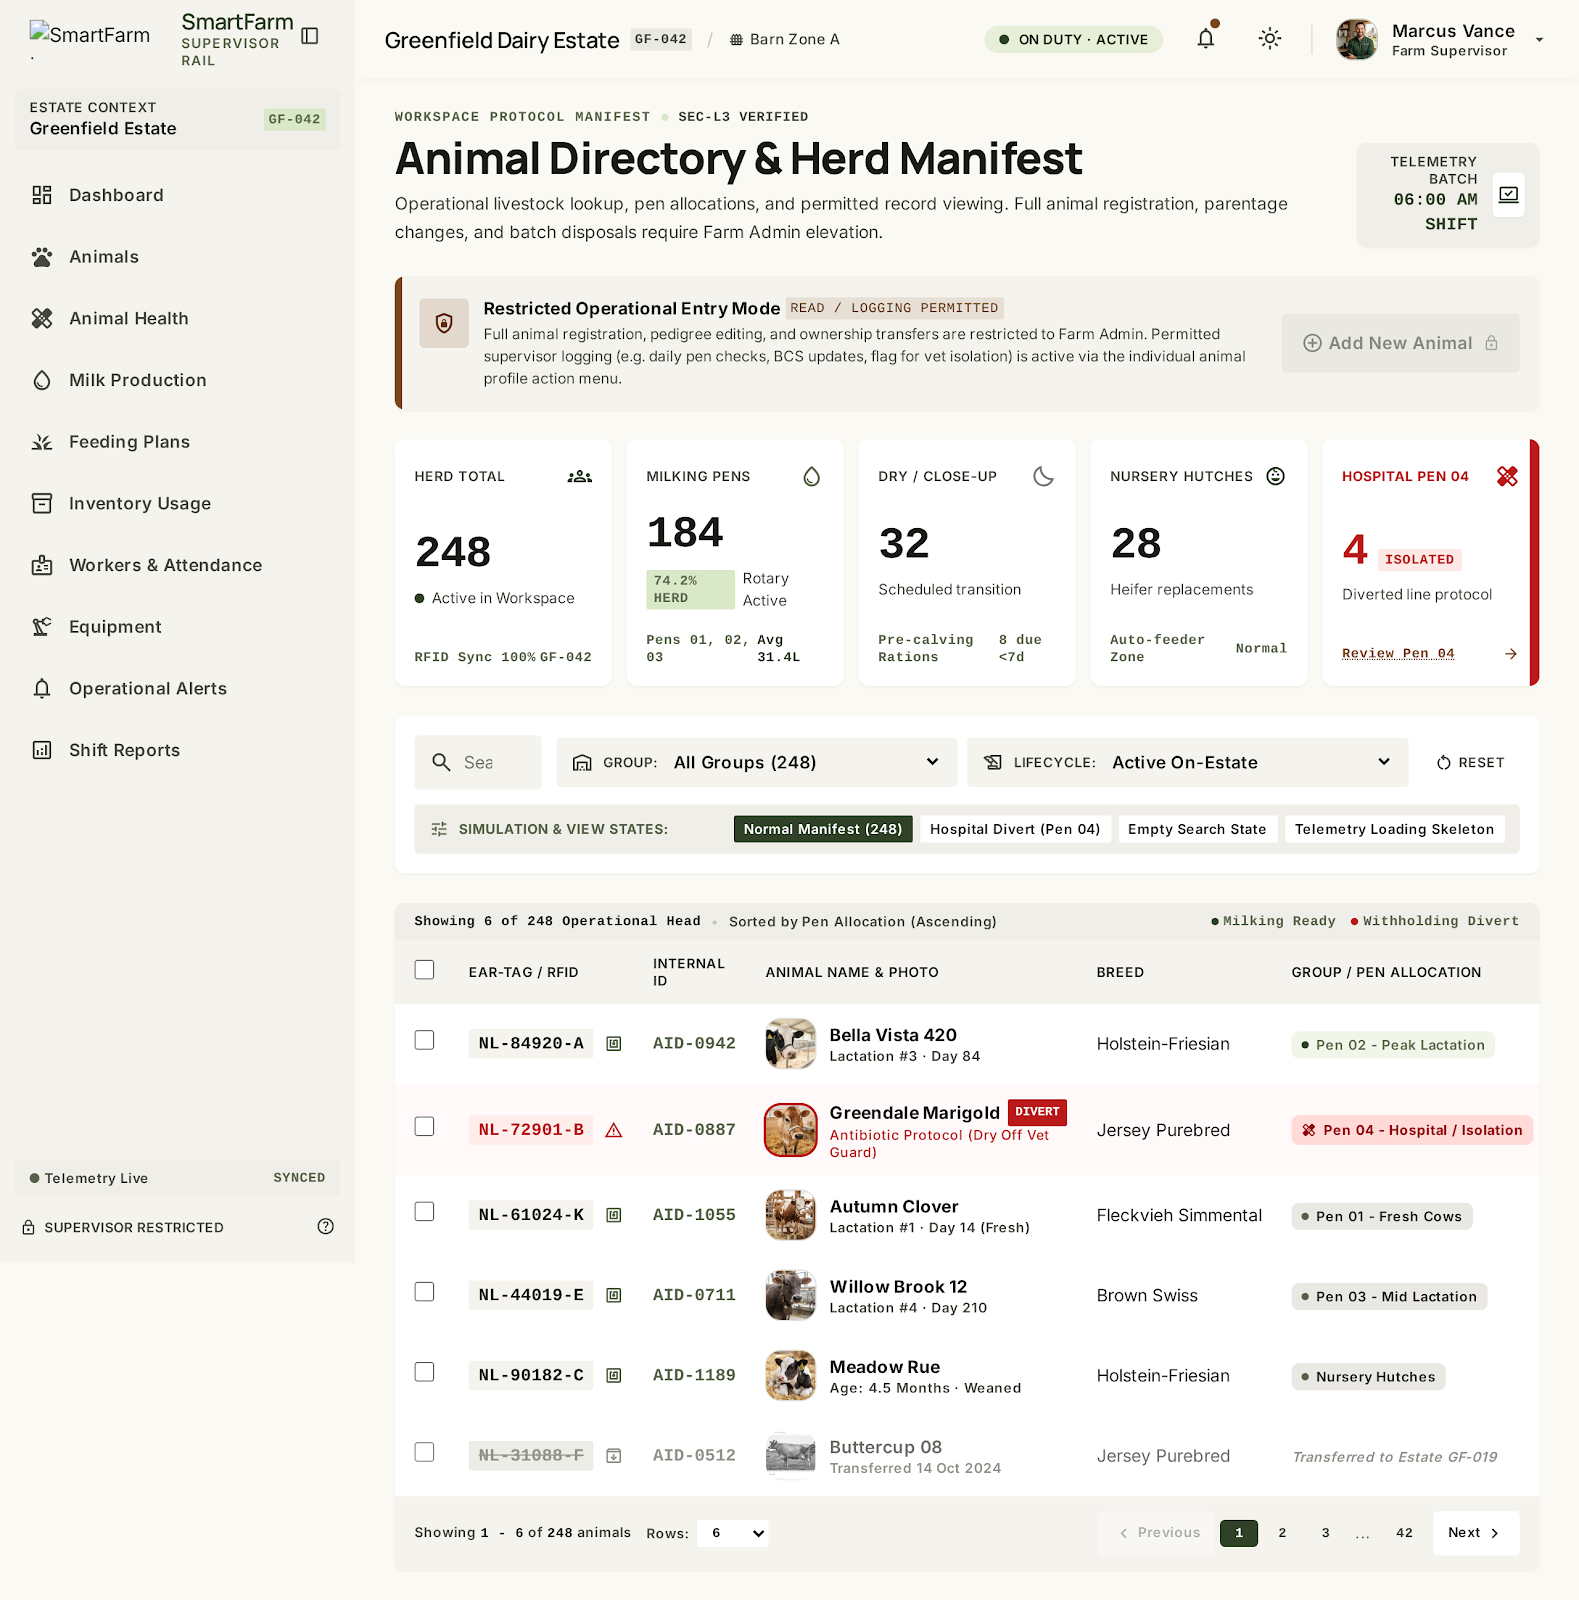 SmartFarm
.
SmartFarm
SUPERVISOR
RAIL
Greenfield Dairy Estate GF-042 / Barn Zone A
ON DUTY · ACTIVE
Marcus Vance
Farm Supervisor
ESTATE CONTEXT
Greenfield Estate
GF-042
Dashboard
Animals
Animal Health
Milk Production
Feeding Plans
Inventory Usage
Workers & Attendance
Equipment
Operational Alerts
Shift Reports
Telemetry Live SYNCED
SUPERVISOR RESTRICTED
WORKSPACE PROTOCOL MANIFEST SEC-L3 VERIFIED
Animal Directory & Herd Manifest
Operational livestock lookup, pen allocations, and permitted record viewing. Full animal registration, parentage
changes, and batch disposals require Farm Admin elevation.
TELEMETRY
BATCH
06:00 AM
SHIFT
Restricted Operational Entry Mode READ / LOGGING PERMITTED
Full animal registration, pedigree editing, and ownership transfers are restricted to Farm Admin. Permitted
supervisor logging (e.g. daily pen checks, BCS updates, flag for vet isolation) is active via the individual animal
profile action menu.
Add New Animal
HERD TOTAL
248
Active in Workspace
RFID Sync 100% GF-042
MILKING PENS
184
74.2%
HERD
Rotary
Active
Pens 01, 02,
03
Avg
31.4L
DRY / CLOSE-UP
32
Scheduled transition
Pre-calving
Rations
8 due
<7d
NURSERY HUTCHES
28
Heifer replacements
Auto-feeder
Zone
Normal
HOSPITAL PEN 04
4 ISOLATED
Diverted line protocol
Review Pen 04
Sea
GROUP: All Groups (248)
LIFECYCLE: Active On-Estate
RESET
SIMULATION & VIEW STATES:
Normal Manifest (248)
Hospital Divert (Pen 04)
Empty Search State
Telemetry Loading Skeleton
Showing 6 of 248 Operational Head • Sorted by Pen Allocation (Ascending)
Milking Ready
Withholding Divert
EAR-TAG / RFID
INTERNAL
ID
ANIMAL NAME & PHOTO
BREED
GROUP / PEN ALLOCATION
NL-84920-A
AID-0942
Bella Vista 420
Lactation #3 · Day 84
Holstein-Friesian
Pen 02 - Peak Lactation
NL-72901-B
AID-0887
Greendale Marigold DIVERT
Antibiotic Protocol (Dry Off Vet
Guard)
Jersey Purebred
Pen 04 - Hospital / Isolation
NL-61024-K
AID-1055
Autumn Clover
Lactation #1 · Day 14 (Fresh)
Fleckvieh Simmental
Pen 01 - Fresh Cows
NL-44019-E
AID-0711
Willow Brook 12
Lactation #4 · Day 210
Brown Swiss
Pen 03 - Mid Lactation
NL-90182-C
AID-1189
Meadow Rue
Age: 4.5 Months · Weaned
Holstein-Friesian
Nursery Hutches
NL-31088-F
AID-0512
Buttercup 08
Transferred 14 Oct 2024
Jersey Purebred
Transferred to Estate GF-019
Showing 1 - 6 of 248 animals
Rows: 6
Previous 1 2 3 ... 42 Next